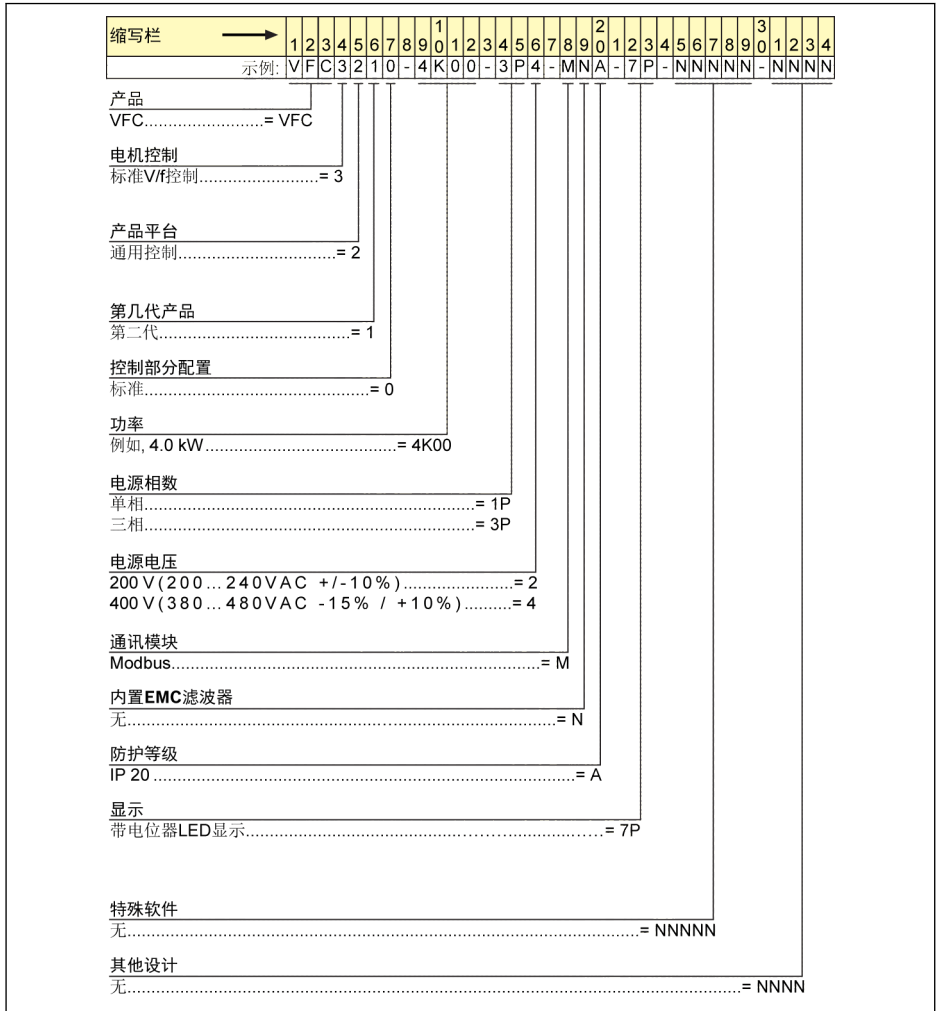 缩写栏
1 2 3 4 5 6 7 8 9 10 1 2 3 4 5 6 7 8 9 20 1 2 3 4 5 6 7 8 9 30 1 2 3 4
示例: V F C 3 2 1 0 - 4 K 0 0 - 3 P 4 - M N A - 7 P - N N N N N - N N N N
产品
VFC........................= VFC
电机控制
标准V/f控制.........................= 3
产品平台
通用控制.................................= 2
第几代产品
第二代........................................= 1
控制部分配置
标准...............................................= 0
功率
例如, 4.0 kW........................................= 4K00
电源相数
单相.....................................................................= 1P
三相.....................................................................= 3P
电源电压
200 V (200...240VAC +/-10%).......................= 2
400 V (380...480VAC -15% / +10%)..........= 4
通讯模块
Modbus.............................................................................= M
内置EMC滤波器
无.........................................................................................= N
防护等级
IP 20........................................................................................= A
显示
带电位器LED显示...........................................................................= 7P
特殊软件
无..........................................................................................................= NNNNN
其他设计
无...............................................................................................................................= NNNN